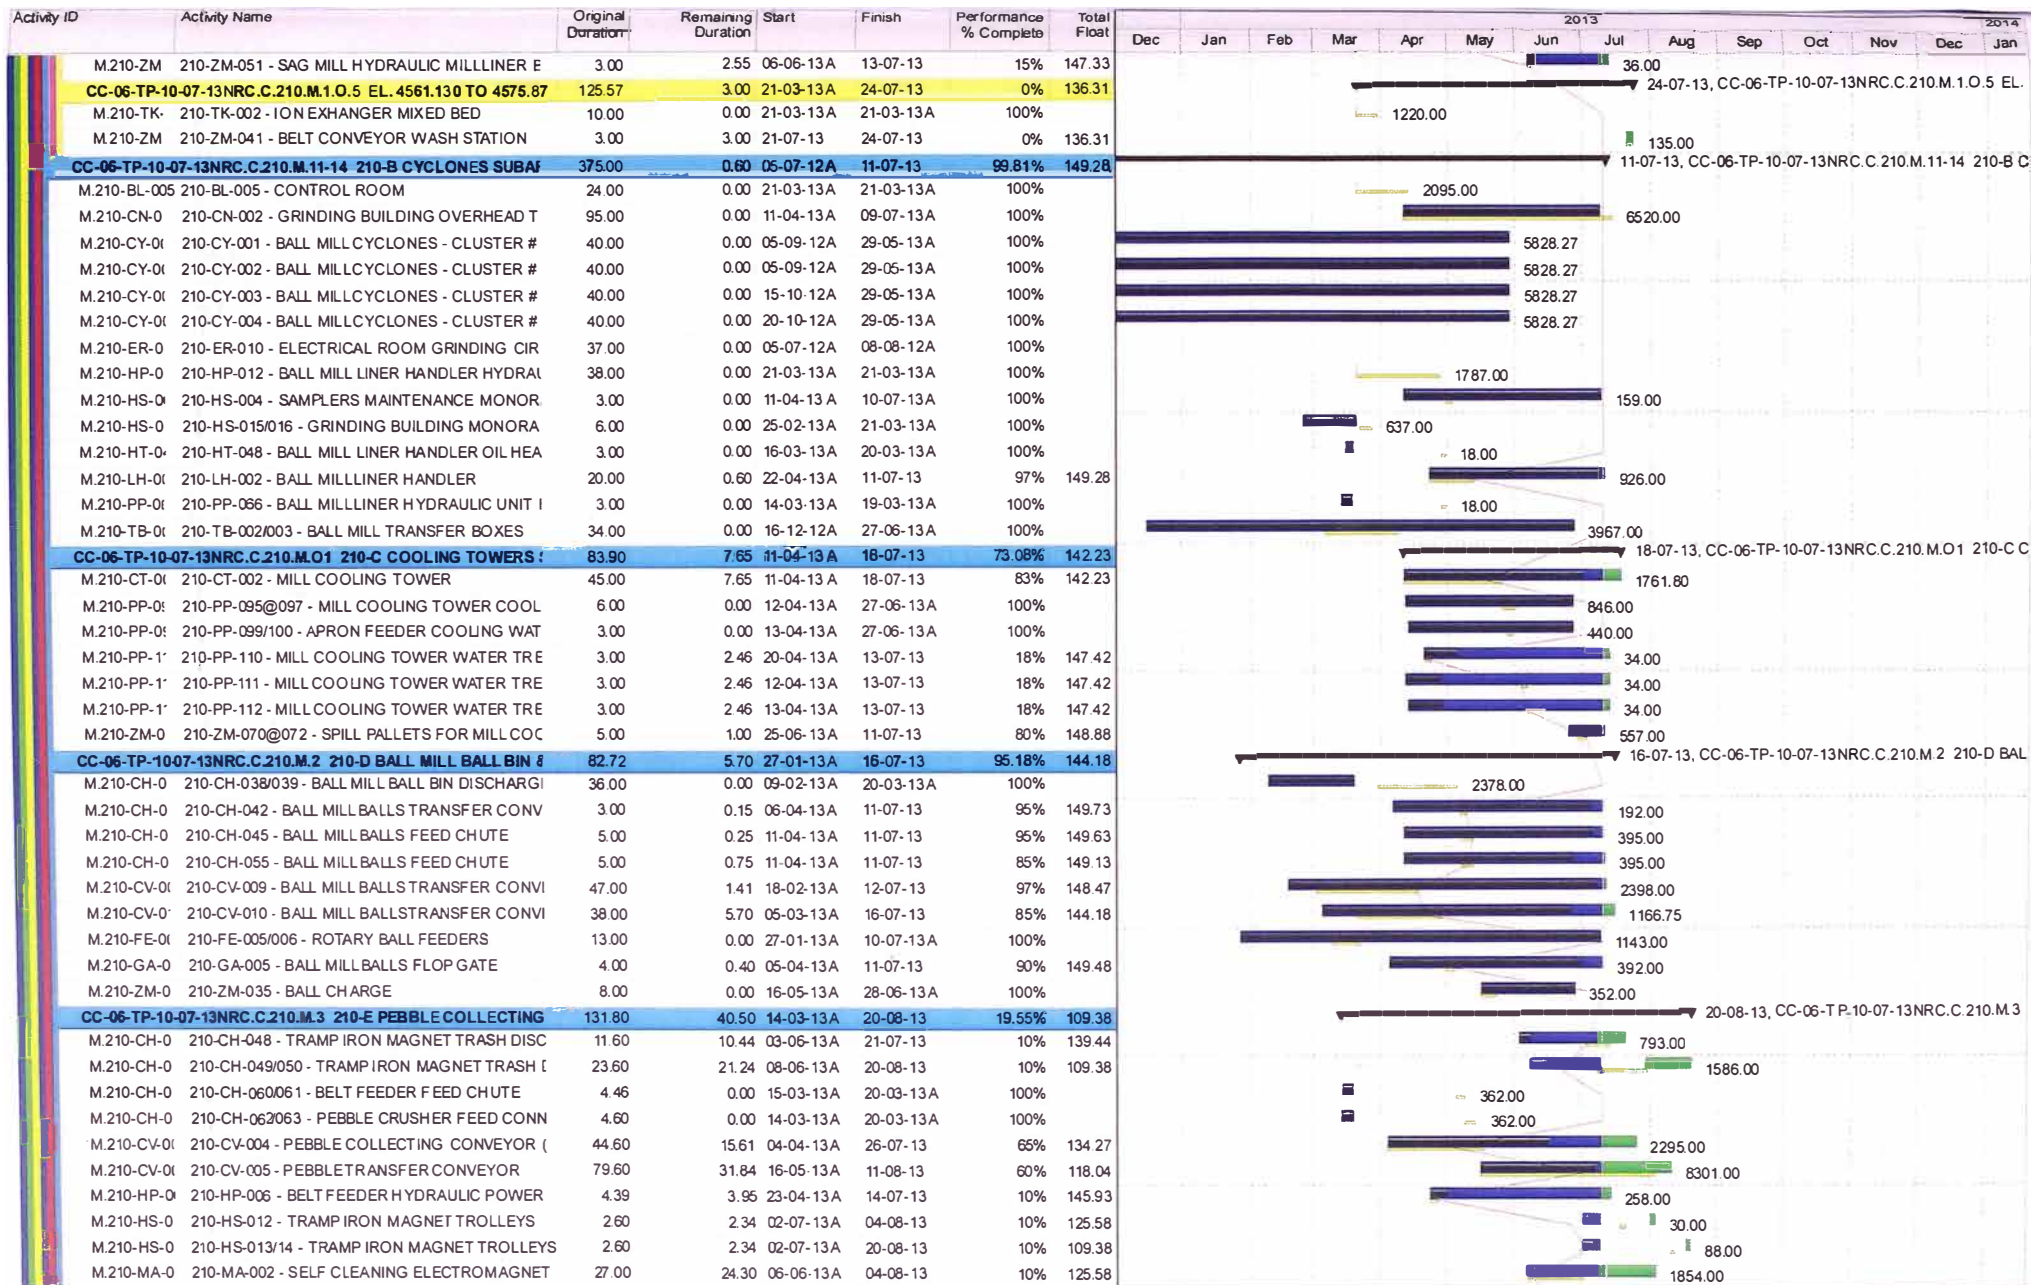 Activity ID Activity Name Original Duration Remaining Duration Start Finish Performance % Complete Total Float
2013 2014
Dec Jan Feb Mar Apr May Jun Jul Aug Sep Oct Nov Dec Jan
M.210-ZM 210-ZM-051 - SAG MILL HYDRAULIC MILLLINER E 3.00 2.55 06-06-13A 13-07-13 15% 147.33 36.00
CC-06-TP-10-07-13NRC.C.210.M.1.O.5 EL. 4561.130 TO 4575.87 125.57 3.00 21-03-13A 24-07-13 0% 136.31 24-07-13, CC-06-TP-10-07-13NRC.C.210.M.1.O.5 EL.
M.210-TK- 210-TK-002 - ION EXHANGER MIXED BED 10.00 0.00 21-03-13A 21-03-13A 100% 1220.00
M.210-ZM 210-ZM-041 - BELT CONVEYOR WASH STATION 3.00 3.00 21-07-13 24-07-13 0% 136.31 135.00
CC-06-TP-10-07-13NRC.C.210.M.11-14 210-B CYCLONES SUBAR 375.00 0.60 05-07-12A 11-07-13 99.81% 149.28 11-07-13, CC-06-TP-10-07-13NRC.C.210.M.11-14 210-B C
M.210-BL-005 210-BL-005 - CONTROL ROOM 24.00 0.00 21-03-13A 21-03-13A 100% 2095.00
M.210-CN-0 210-CN-002 - GRINDING BUILDING OVERHEAD T 95.00 0.00 11-04-13A 09-07-13A 100% 6520.00
M.210-CY-0( 210-CY-001 - BALL MILL CYCLONES - CLUSTER # 40.00 0.00 05-09-12A 29-05-13A 100% 5828.27
M.210-CY-0( 210-CY-002 - BALL MILL CYCLONES - CLUSTER # 40.00 0.00 05-09-12A 29-05-13A 100% 5828.27
M.210-CY-0( 210-CY-003 - BALL MILL CYCLONES - CLUSTER # 40.00 0.00 15-10-12A 29-05-13A 100% 5828.27
M.210-CY-0( 210-CY-004 - BALL MILL CYCLONES - CLUSTER # 40.00 0.00 20-10-12A 29-05-13A 100% 5828.27
M.210-ER-0 210-ER-010 - ELECTRICAL ROOM GRINDING CIR 37.00 0.00 05-07-12A 08-08-12A 100%
M.210-HP-0 210-HP-012 - BALL MILL LINER HANDLER HYDRAU 38.00 0.00 21-03-13A 21-03-13A 100% 1787.00
M.210-HS-0( 210-HS-004 - SAMPLERS MAINTENANCE MONOR 3.00 0.00 11-04-13A 10-07-13A 100% 159.00
M.210-HS-0 210-HS-015/016 - GRINDING BUILDING MONORA 6.00 0.00 25-02-13A 21-03-13A 100% 637.00
M.210-HT-04 210-HT-048 - BALL MILL LINER HANDLER OIL HEA 3.00 0.00 16-03-13A 20-03-13A 100% 18.00
M.210-LH-0( 210-LH-002 - BALL MILLLINER HANDLER 20.00 0.60 22-04-13A 11-07-13 97% 149.28 926.00
M.210-PP-0( 210-PP-066 - BALL MILLLINER HYDRAULIC UNIT I 3.00 0.00 14-03-13A 19-03-13A 100% 18.00
M.210-TB-0( 210-TB-002/003 - BALL MILL TRANSFER BOXES 34.00 0.00 16-12-12A 27-06-13A 100% 3967.00
CC-06-TP-10-07-13NRC.C.210.M.O1 210-C COOLING TOWERS S 83.90 7.65 11-04-13A 18-07-13 73.08% 142.23 18-07-13, CC-06-TP-10-07-13NRC.C.210.M.O1 210-C C
M.210-CT-0( 210-CT-002 - MILL COOLING TOWER 45.00 7.65 11-04-13A 18-07-13 83% 142.23 1761.80
M.210-PP-09 210-PP-095@097 - MILL COOLING TOWER COOL 6.00 0.00 12-04-13A 27-06-13A 100% 846.00
M.210-PP-09 210-PP-099/100 - APRON FEEDER COOLING WAT 3.00 0.00 13-04-13A 27-06-13A 100% 440.00
M.210-PP-11 210-PP-110 - MILL COOLING TOWER WATER TRE 3.00 2.46 20-04-13A 13-07-13 18% 147.42 34.00
M.210-PP-11 210-PP-111 - MILL COOLING TOWER WATER TRE 3.00 2.46 12-04-13A 13-07-13 18% 147.42 34.00
M.210-PP-11 210-PP-112 - MILL COOLING TOWER WATER TRE 3.00 2.46 13-04-13A 13-07-13 18% 147.42 34.00
M.210-ZM-0 210-ZM-070@072 - SPILL PALLETS FOR MILL COC 5.00 1.00 25-06-13A 11-07-13 80% 148.88 557.00
CC-06-TP-10-07-13NRC.C.210.M.2 210-D BALL MILL BALL BIN & 82.72 5.70 27-01-13A 16-07-13 95.18% 144.18 16-07-13, CC-06-TP-10-07-13NRC.C.210.M.2 210-D BAL
M.210-CH-0 210-CH-038/039 - BALL MILL BALL BIN DISCHARGI 36.00 0.00 09-02-13A 20-03-13A 100% 2378.00
M.210-CH-0 210-CH-042 - BALL MILL BALLS TRANSFER CONV 3.00 0.15 06-04-13A 11-07-13 95% 149.73 192.00
M.210-CH-0 210-CH-045 - BALL MILL BALLS FEED CHUTE 5.00 0.25 11-04-13A 11-07-13 95% 149.63 395.00
M.210-CH-0 210-CH-055 - BALL MILL BALLS FEED CHUTE 5.00 0.75 11-04-13A 11-07-13 85% 149.13 395.00
M.210-CV-0( 210-CV-009 - BALL MILL BALLS TRANSFER CONVI 47.00 1.41 18-02-13A 12-07-13 97% 148.47 2398.00
M.210-CV-0 210-CV-010 - BALL MILL BALLSTRANSFER CONVI 38.00 5.70 05-03-13A 16-07-13 85% 144.18 1166.75
M.210-FE-0( 210-FE-005/006 - ROTARY BALL FEEDERS 13.00 0.00 27-01-13A 10-07-13A 100% 1143.00
M.210-GA-0 210-GA-005 - BALL MILL BALLS FLOP GATE 4.00 0.40 05-04-13A 11-07-13 90% 149.48 392.00
M.210-ZM-0 210-ZM-035 - BALL CHARGE 8.00 0.00 16-05-13A 28-06-13A 100% 352.00
CC-06-TP-10-07-13NRC.C.210.M.3 210-E PEBBLE COLLECTING 131.80 40.50 14-03-13A 20-08-13 19.55% 109.38 20-08-13, CC-06-TP-10-07-13NRC.C.210.M.3
M.210-CH-0 210-CH-048 - TRAMP IRON MAGNET TRASH DISC 11.60 10.44 03-06-13A 21-07-13 10% 139.44 793.00
M.210-CH-0 210-CH-049/050 - TRAMP IRON MAGNET TRASH D 23.60 21.24 08-06-13A 20-08-13 10% 109.38 1586.00
M.210-CH-0 210-CH-060/061 - BELT FEEDER FEED CHUTE 4.46 0.00 15-03-13A 20-03-13A 100% 362.00
M.210-CH-0 210-CH-062/063 - PEBBLE CRUSHER FEED CONN 4.60 0.00 14-03-13A 20-03-13A 100% 362.00
M.210-CV-0( 210-CV-004 - PEBBLE COLLECTING CONVEYOR ( 44.60 15.61 04-04-13A 26-07-13 65% 134.27 2295.00
M.210-CV-0( 210-CV-005 - PEBBLE TRANSFER CONVEYOR 79.60 31.84 16-05-13A 11-08-13 60% 118.04 8301.00
M.210-HP-0( 210-HP-006 - BELT FEEDER HYDRAULIC POWER 4.39 3.95 23-04-13A 14-07-13 10% 145.93 258.00
M.210-HS-0 210-HS-012 - TRAMP IRON MAGNET TROLLEYS 2.60 2.34 02-07-13A 04-08-13 10% 125.58 30.00
M.210-HS-0 210-HS-013/14 - TRAMP IRON MAGNET TROLLEYS 2.60 2.34 02-07-13A 20-08-13 10% 109.38 88.00
M.210-MA-0 210-MA-002 - SELF CLEANING ELECTROMAGNET 27.00 24.30 06-06-13A 04-08-13 10% 125.58 1854.00